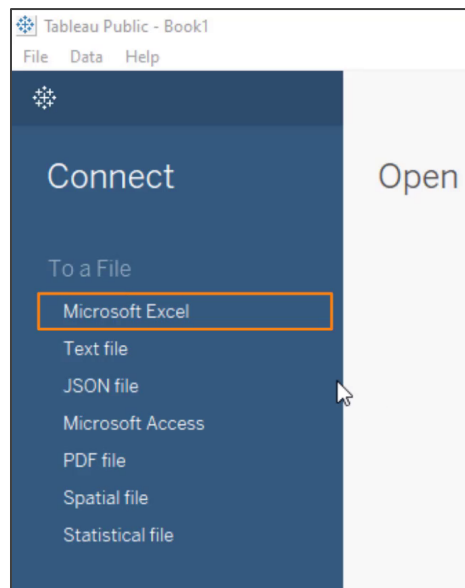 Tableau Public - Book1
File Data Help
Connect
Open
To a File
Microsoft Excel
Text file
JSON file
Microsoft Access
PDF file
Spatial file
Statistical file